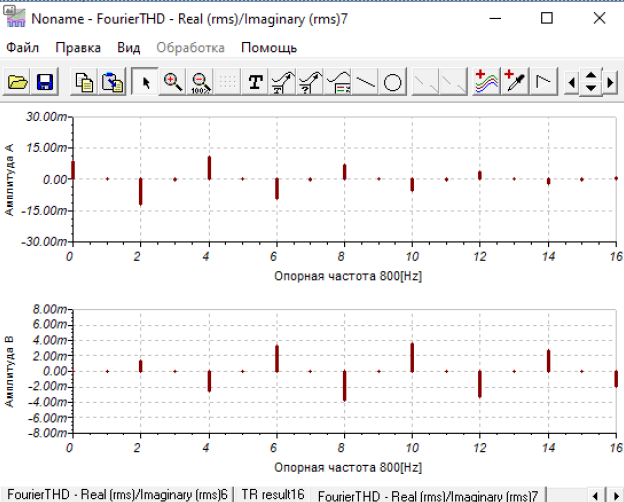 Noname - FourierTHD - Real (rms)/Imaginary (rms)7
Файл Правка Вид Обработка Помощь
100%
T
30.00m
15.00m
0.00
-15.00m
-30.00m
Амплитуда А
0 2 4 6 8 10 12 14 16
Опорная частота 800[Hz]
8.00m
6.00m
4.00m
2.00m
0.00
-2.00m
-4.00m
-6.00m
-8.00m
Амплитуда В
0 2 4 6 8 10 12 14 16
Опорная частота 800[Hz]
FourierTHD - Real (rms)/Imaginary (rms)6 TR result16 FourierTHD - Real (rms)/Imaginary (rms)7